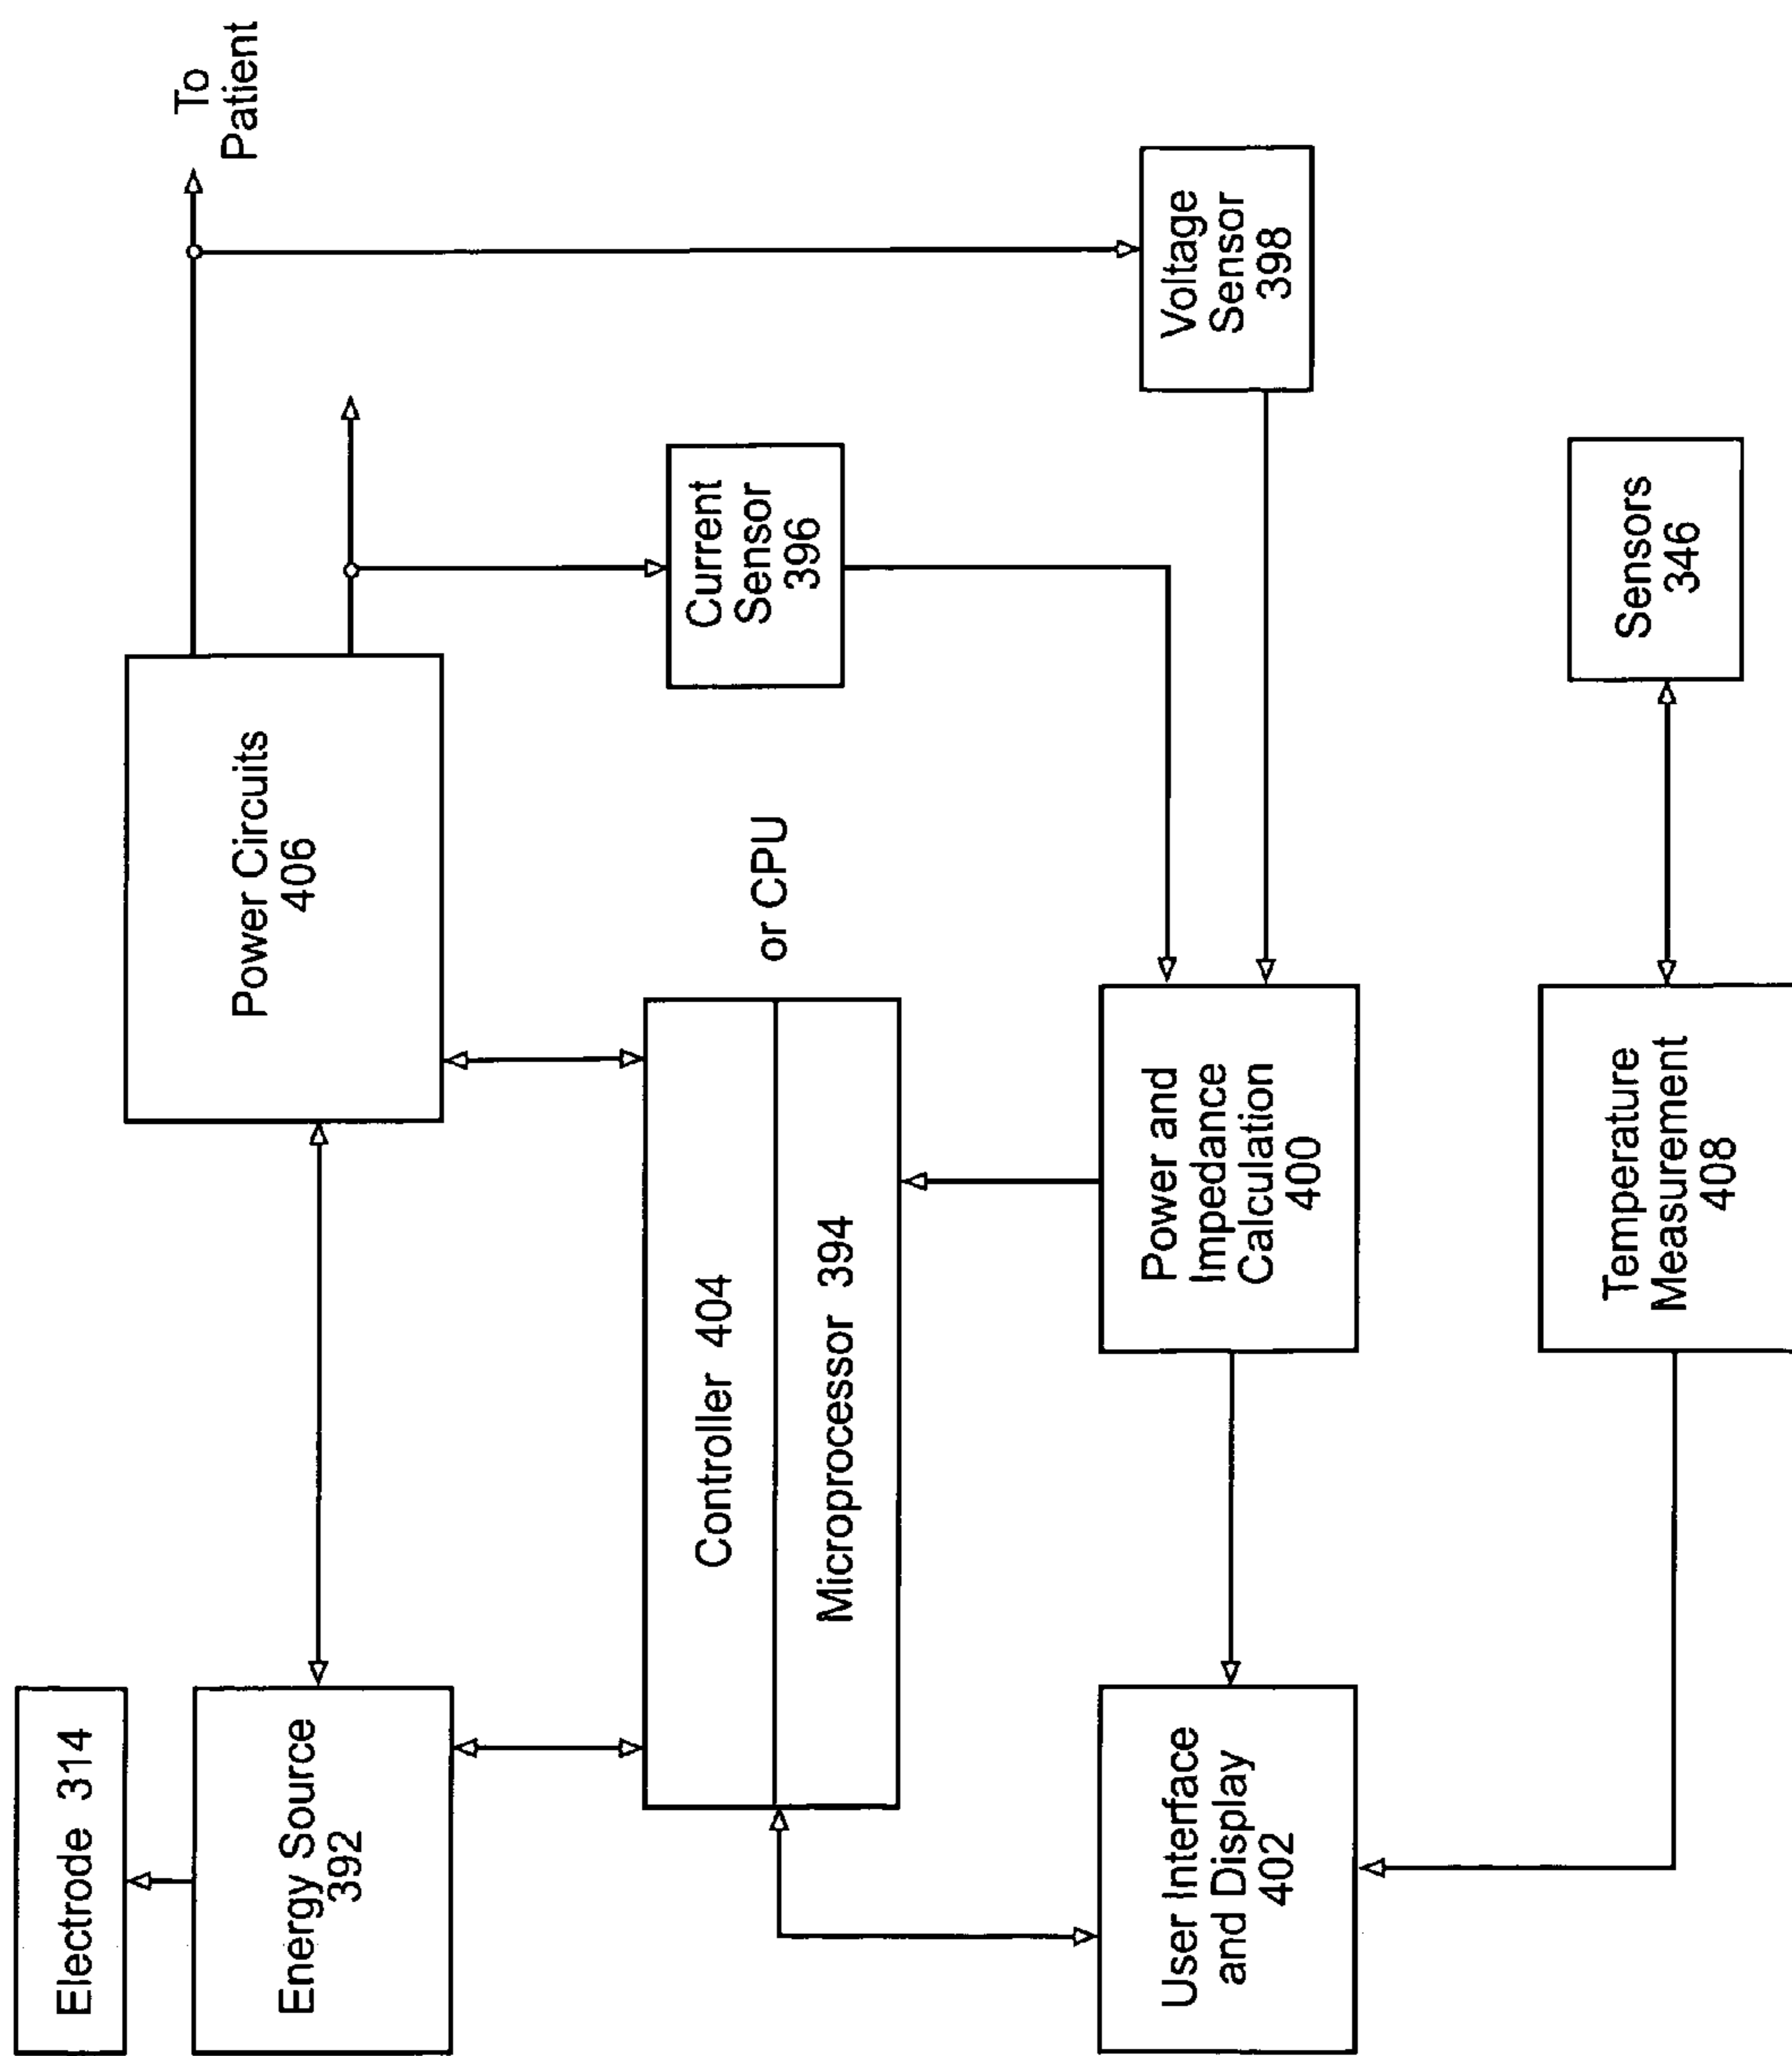 Electrode 314
Energy Source
392
Power Circuits
406
To
Patient
Controller 404
Microprocessor 394
or CPU
Current
Sensor
396
User Interface
and Display
402
Power and
Impedance
Calculation
400
Voltage
Sensor
398
Temperature
Measurement
408
Sensors
346